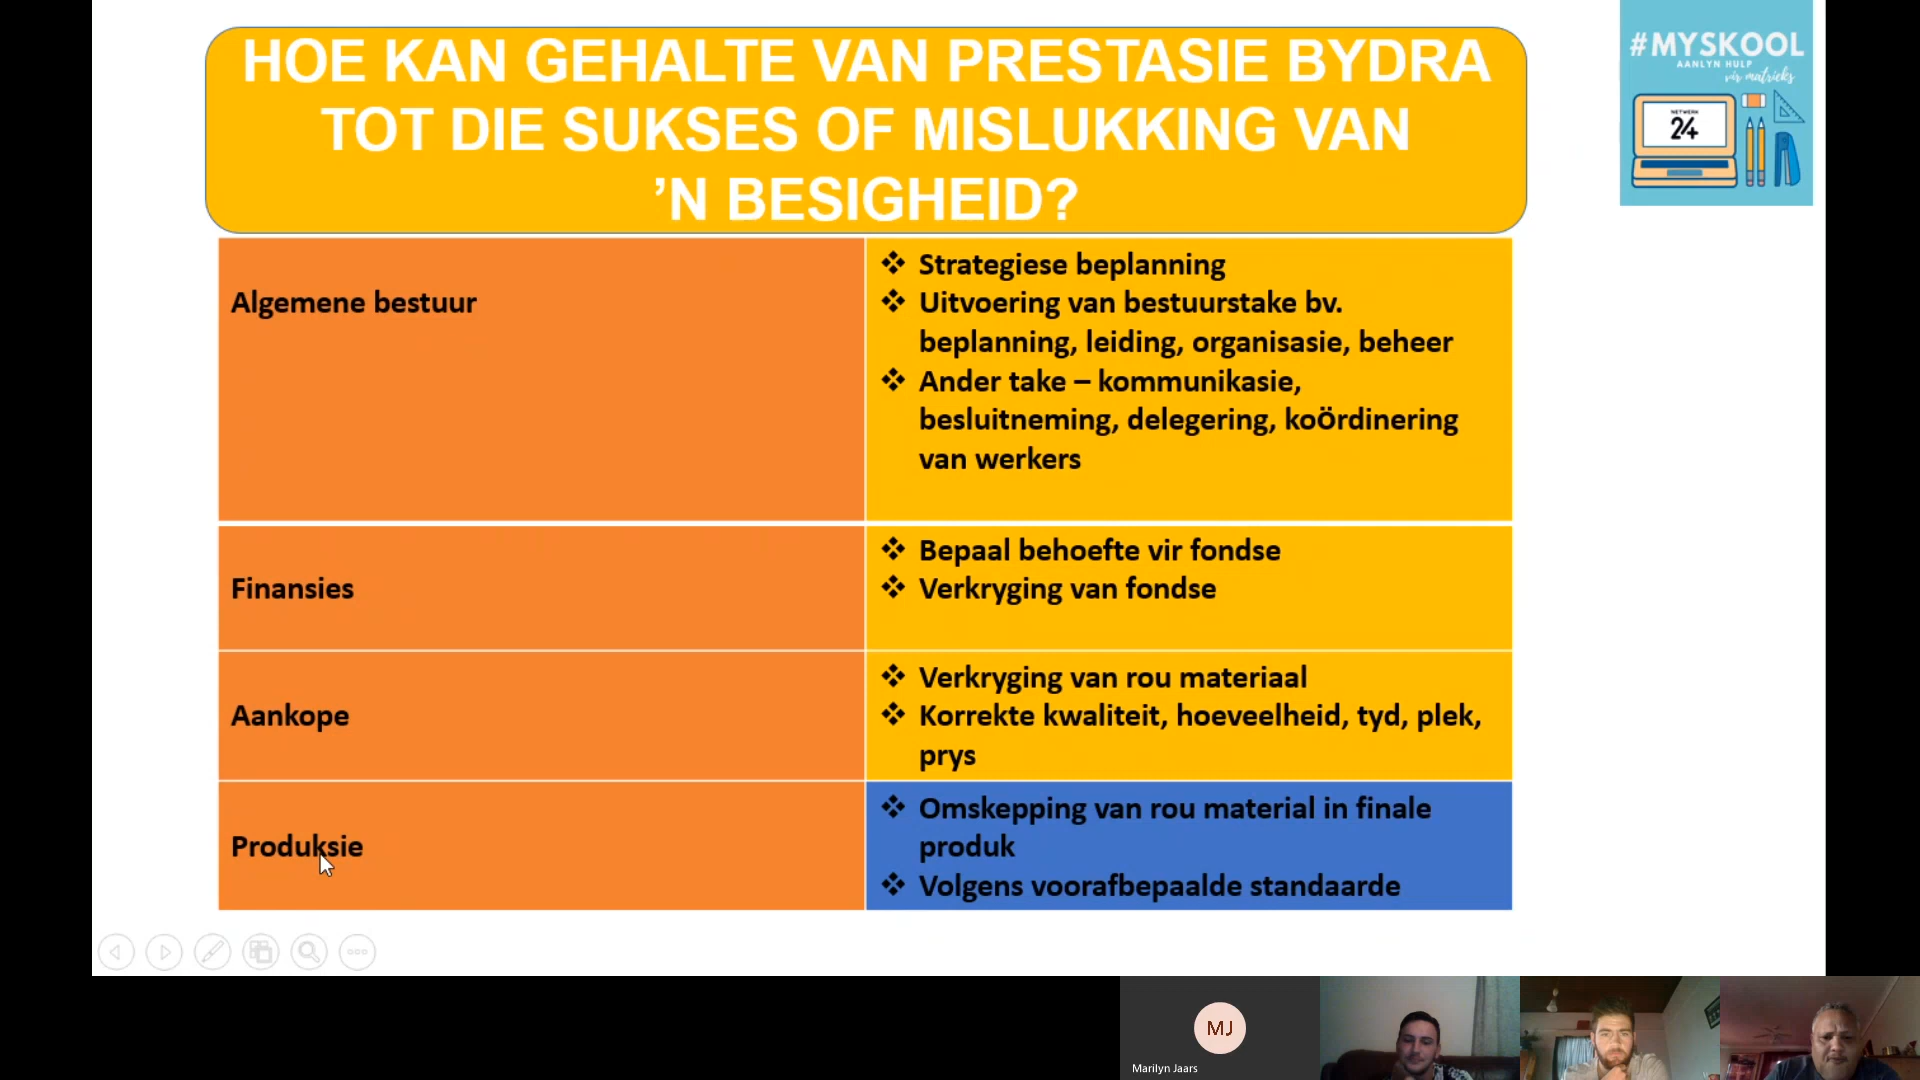 HOE KAN GEHALTE VAN PRESTASIE BYDRA
TOT DIE SUKSES OF MISLUKKING VAN
’N BESIGHEID?
#MYSKOOL
AANLYN HULP
vir matrieks
NETWERK
24
Algemene bestuur
❖ Strategiese beplanning
❖ Uitvoering van bestuurstake bv.
beplanning, leiding, organisasie, beheer
❖ Ander take – kommunikasie,
besluitneming, delegering, koördinering
van werkers
Finansies
❖ Bepaal behoefte vir fondse
❖ Verkryging van fondse
Aankope
❖ Verkryging van rou materiaal
❖ Korrekte kwaliteit, hoeveelheid, tyd, plek,
prys
Produksie
❖ Omskepping van rou material in finale
produk
❖ Volgens voorafbepaalde standaarde
MJ
Marilyn Jaars